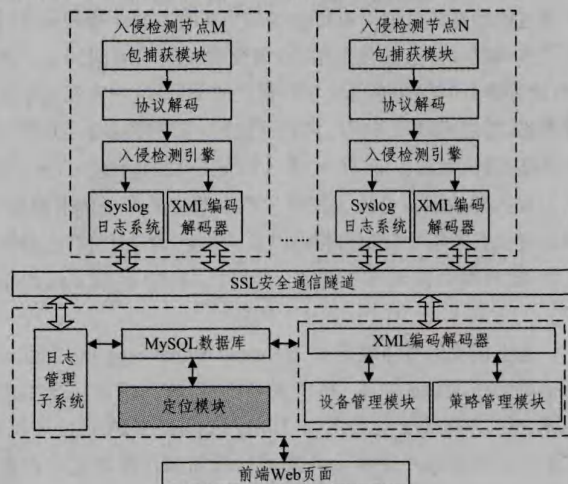 入侵检测节点M
包捕获模块
协议解码
入侵检测引擎
Syslog
日志系统
XML编码
解码器
入侵检测节点N
包捕获模块
协议解码
入侵检测引擎
Syslog
日志系统
XML编码
解码器
SSL安全通信隧道
日志
管理
子系统
MySQL数据库
定位模块
XML编码解码器
设备管理模块
策略管理模块
前端Web页面